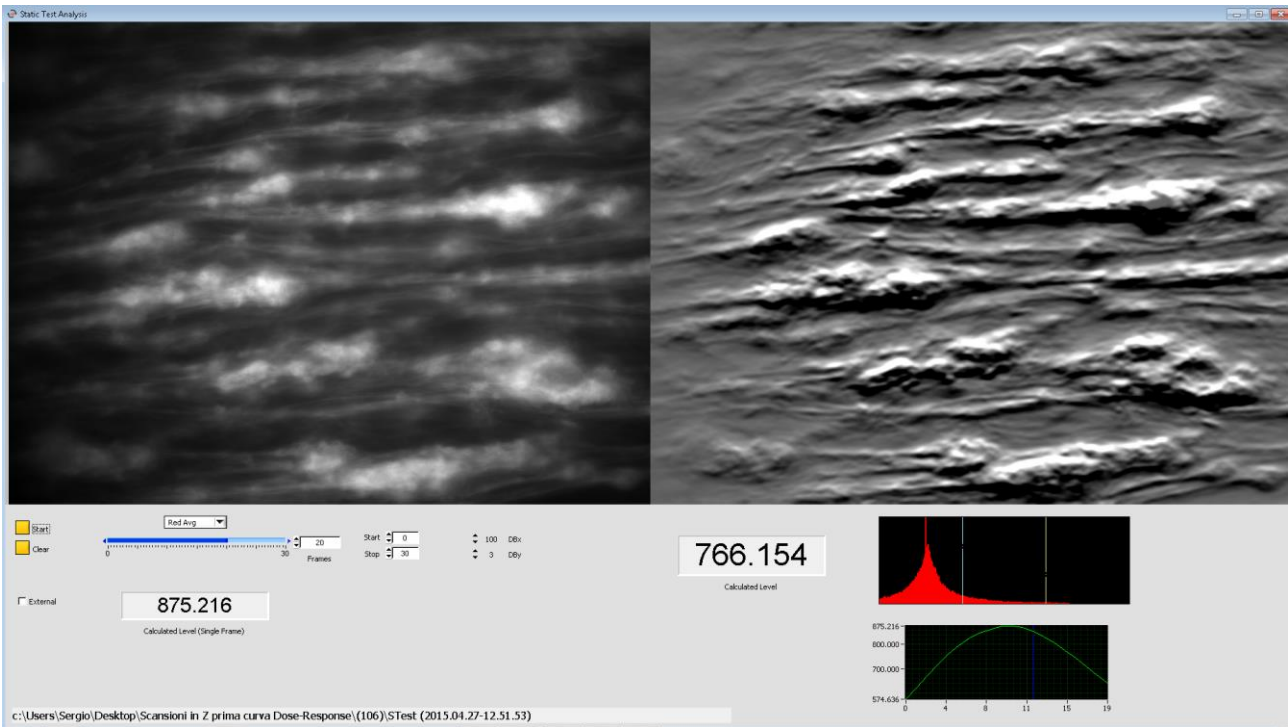 Static Test Analysis
Start
Clear
Red Avg
0
30
20
Frames
Start 0
Stop 30
100 DBx
3 DBy
766.154
Calculated Level
External
875.216
Calculated Level (Single Frame)
875.216
800.000
700.000
574.636
0 4 8 11 15 19
c:\Users\Sergio\Desktop\Scansioni in Z prima curva Dose-Response\(106)\STest (2015.04.27-12.51.53)